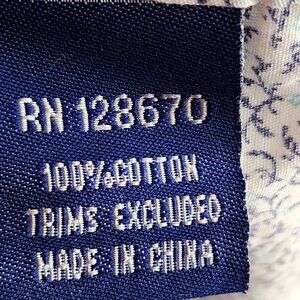 RN 128670
100%COTTON
TRIMS EXCLUDED
MADE IN CHINA